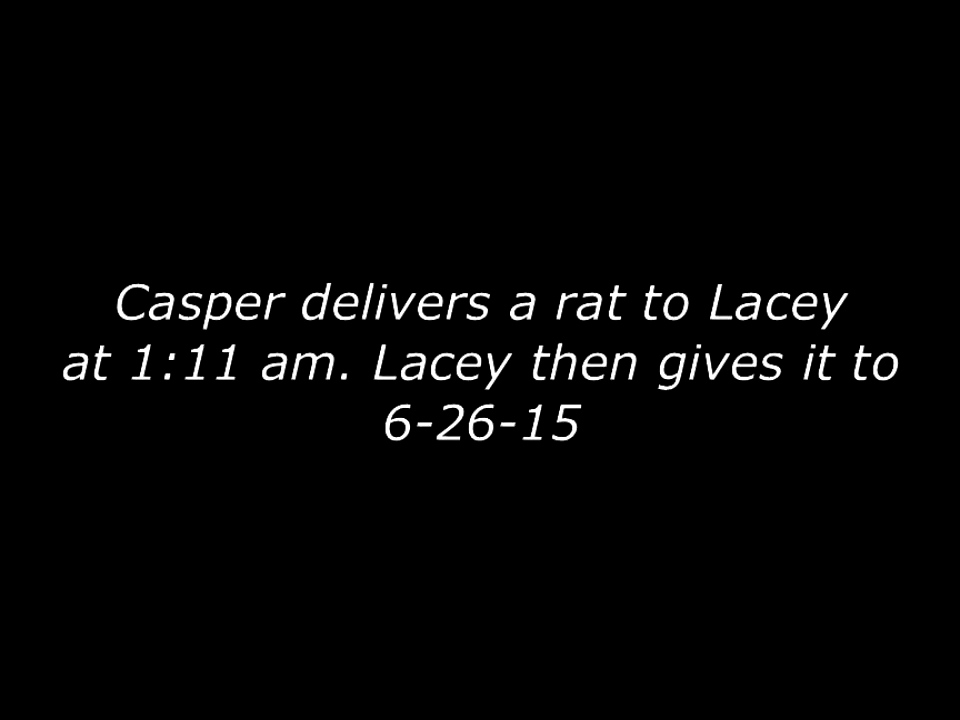 Casper delivers a rat to Lacey
at 1:11 am. Lacey then gives it to
6-26-15